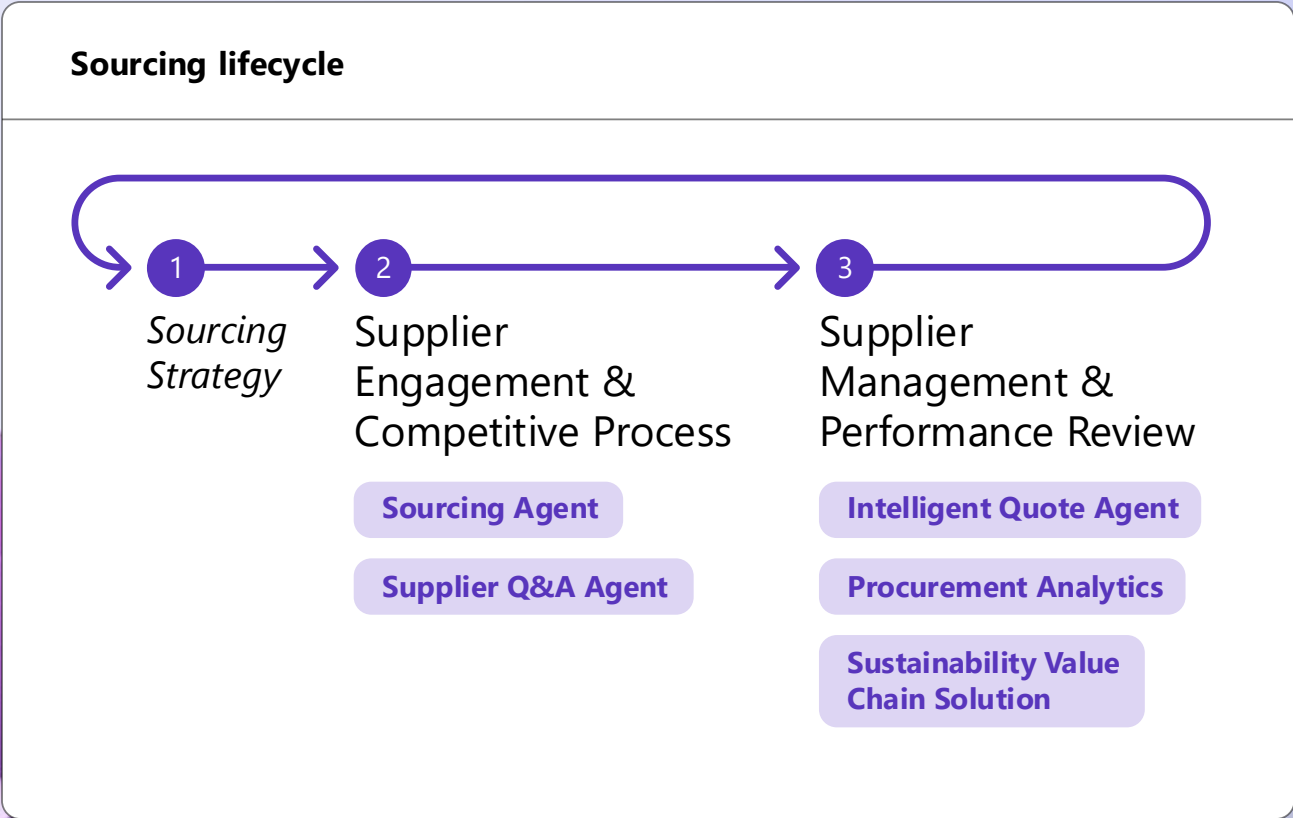 Sourcing lifecycle
1
2
3
Sourcing
Strategy
Supplier
Engagement &
Competitive Process
Sourcing Agent
Supplier Q&A Agent
Supplier
Management &
Performance Review
Intelligent Quote Agent
Procurement Analytics
Sustainability Value
Chain Solution